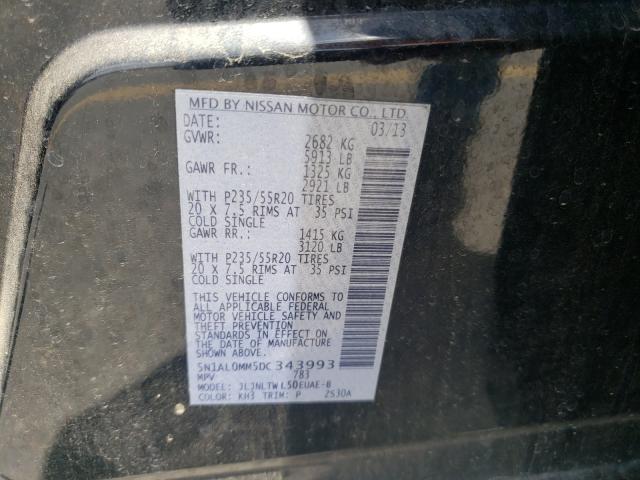 MFD BY NISSAN MOTOR CO., LTD.
DATE: 03/13
GVWR: 2682 KG
5913 LB
GAWR FR.: 1325 KG
2921 LB
WITH P235/55R20 TIRES
20 X 7.5 RIMS AT 35 PSI
COLD SINGLE
GAWR RR.: 1415 KG
3120 LB
WITH P235/55R20 TIRES
20 X 7.5 RIMS AT 35 PSI
COLD SINGLE
THIS VEHICLE CONFORMS TO
ALL APPLICABLE FEDERAL
MOTOR VEHICLE SAFETY AND
THEFT PREVENTION
STANDARDS IN EFFECT ON
THE DATE OF MANUFACTURE
SHOWN ABOVE.
5N1AL0MM5DC343993
MPV 783
MODEL: JLJNLTWL50EUAE-B
COLOR: KH3 TRIM: P 2S30A